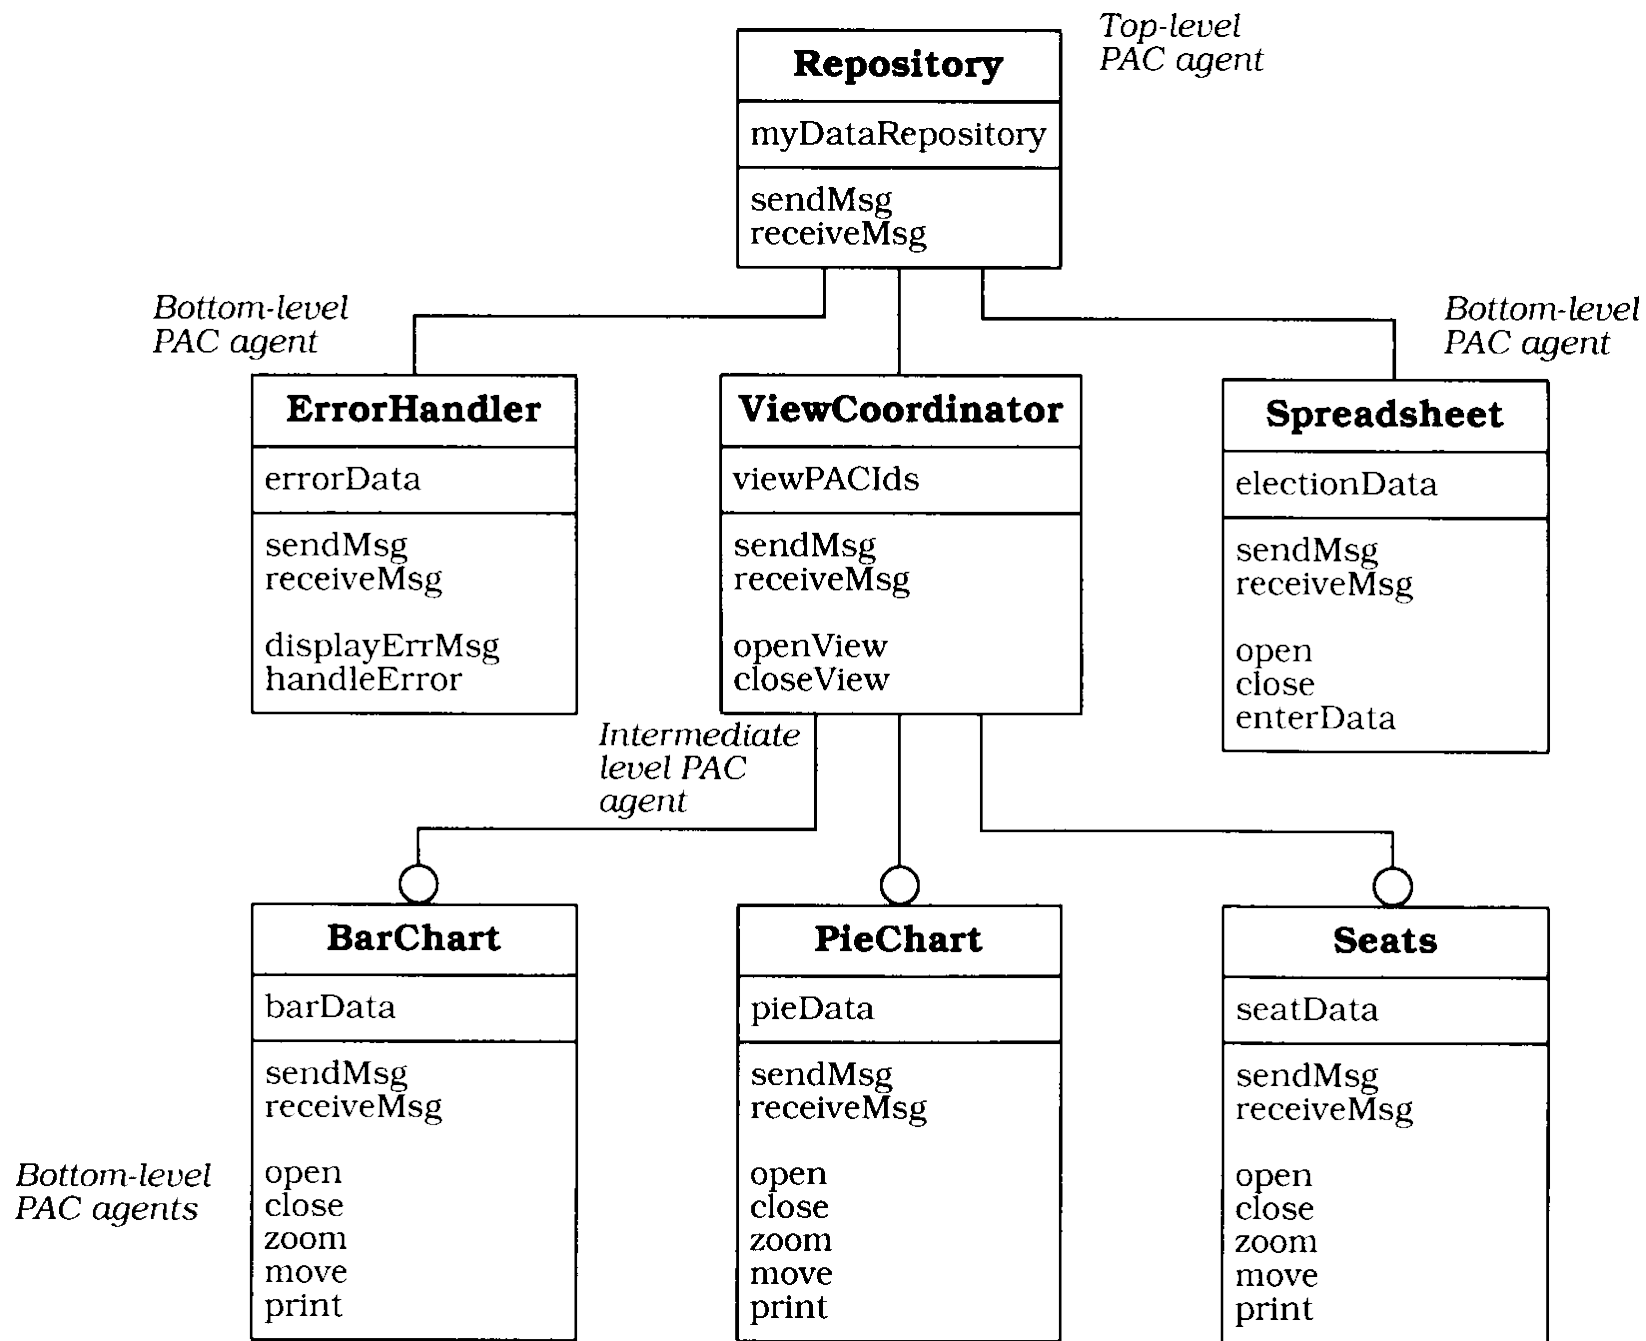 Top-level
PAC agent
Repository
myDataRepository
sendMsg
receiveMsg
Bottom-level
PAC agent
ErrorHandler
errorData
sendMsg
receiveMsg
displayErrMsg
handleError
ViewCoordinator
viewPACIds
sendMsg
receiveMsg
openView
closeView
Bottom-level
PAC agent
Spreadsheet
electionData
sendMsg
receiveMsg
open
close
enterData
Intermediate
level PAC
agent
Bottom-level
PAC agents
BarChart
barData
sendMsg
receiveMsg
open
close
zoom
move
print
PieChart
pieData
sendMsg
receiveMsg
open
close
zoom
move
print
Seats
seatData
sendMsg
receiveMsg
open
close
zoom
move
print